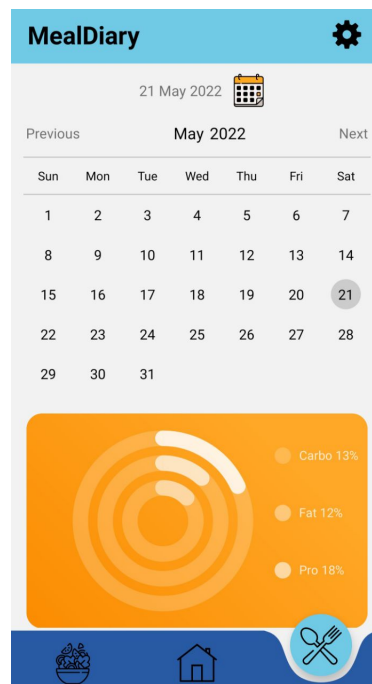 MealDiary
21 May 2022
Previous May 2022 Next
Sun Mon Tue Wed Thu Fri Sat
1 2 3 4 5 6 7
8 9 10 11 12 13 14
15 16 17 18 19 20 21
22 23 24 25 26 27 28
29 30 31
Carbo 13%
Fat 12%
Pro 18%